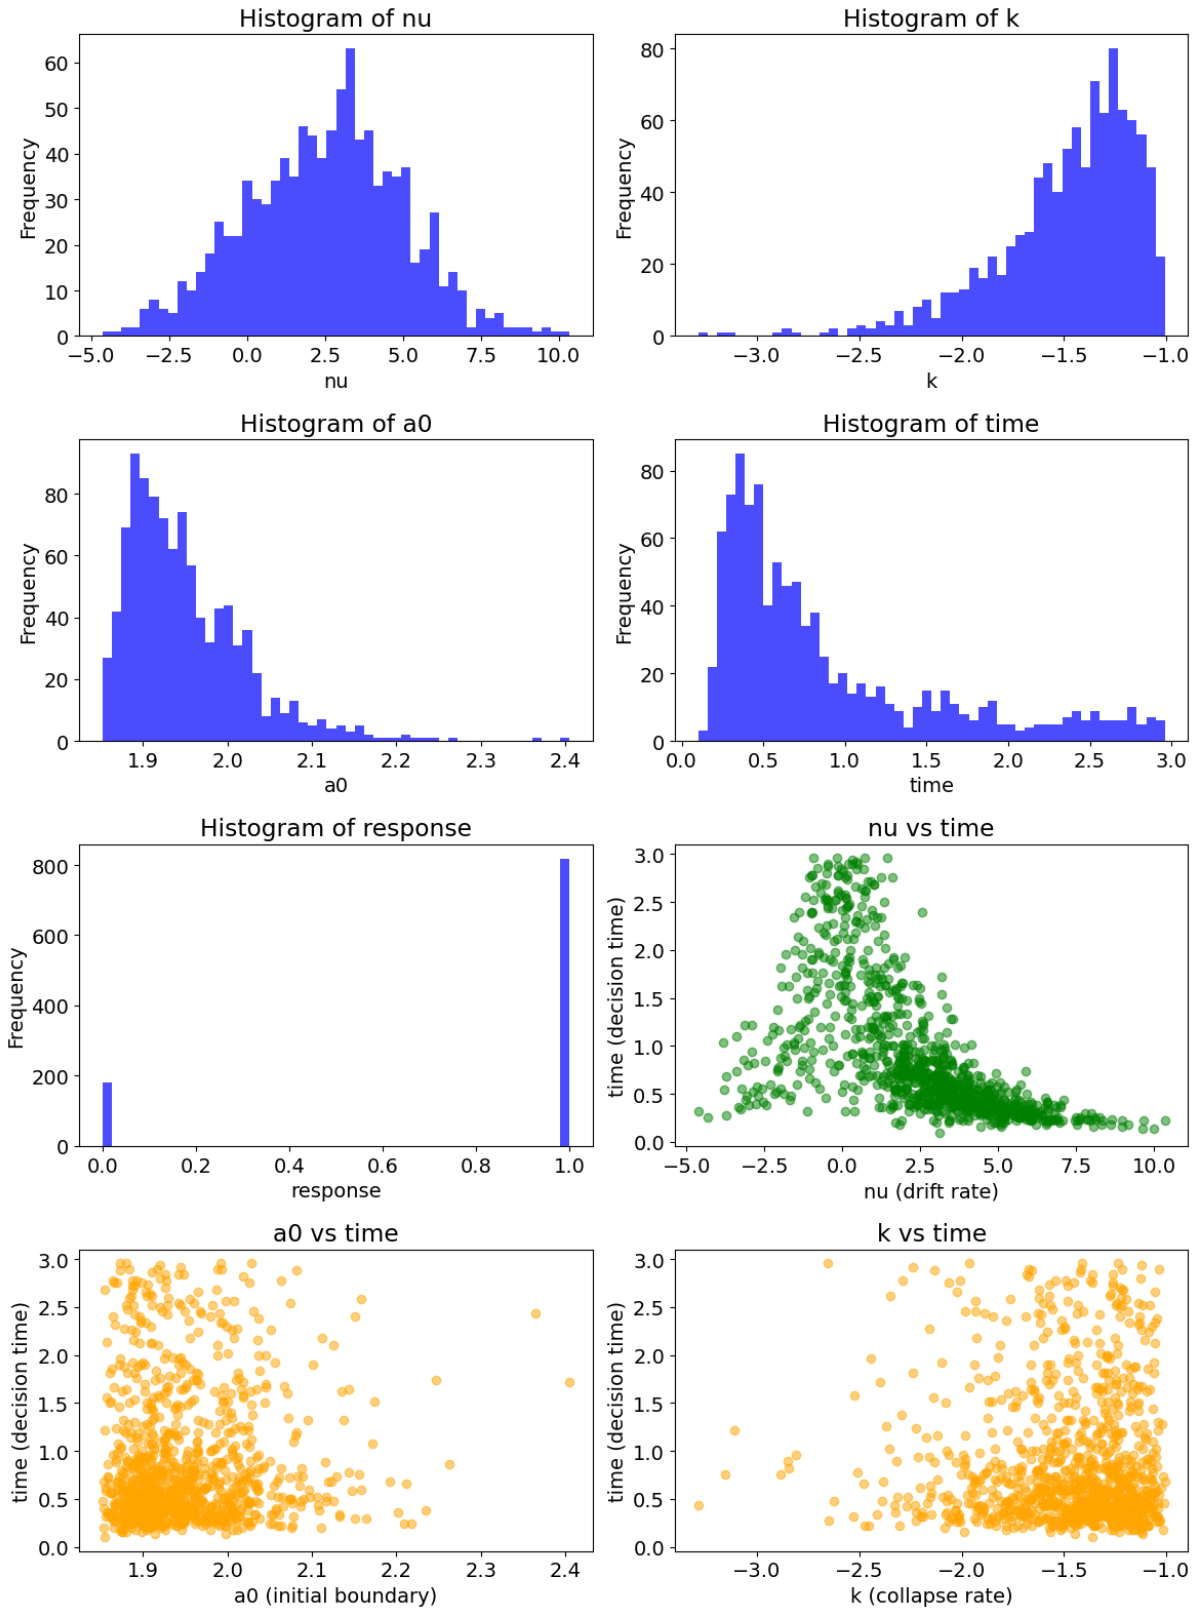 Histogram of nu
Frequency
60
50
40
30
20
10
0
−5.0 −2.5 0.0 2.5 5.0 7.5 10.0
nu
Histogram of k
Frequency
80
60
40
20
0
−3.0 −2.5 −2.0 −1.5 −1.0
k
Histogram of a0
Frequency
80
60
40
20
0
1.9 2.0 2.1 2.2 2.3 2.4
a0
Histogram of time
Frequency
80
60
40
20
0
0.0 0.5 1.0 1.5 2.0 2.5 3.0
time
Histogram of response
Frequency
800
600
400
200
0
0.0 0.2 0.4 0.6 0.8 1.0
response
nu vs time
time (decision time)
3.0
2.5
2.0
1.5
1.0
0.5
0.0
−5.0 −2.5 0.0 2.5 5.0 7.5 10.0
nu (drift rate)
a0 vs time
time (decision time)
3.0
2.5
2.0
1.5
1.0
0.5
0.0
1.9 2.0 2.1 2.2 2.3 2.4
a0 (initial boundary)
k vs time
time (decision time)
3.0
2.5
2.0
1.5
1.0
0.5
0.0
−3.0 −2.5 −2.0 −1.5 −1.0
k (collapse rate)